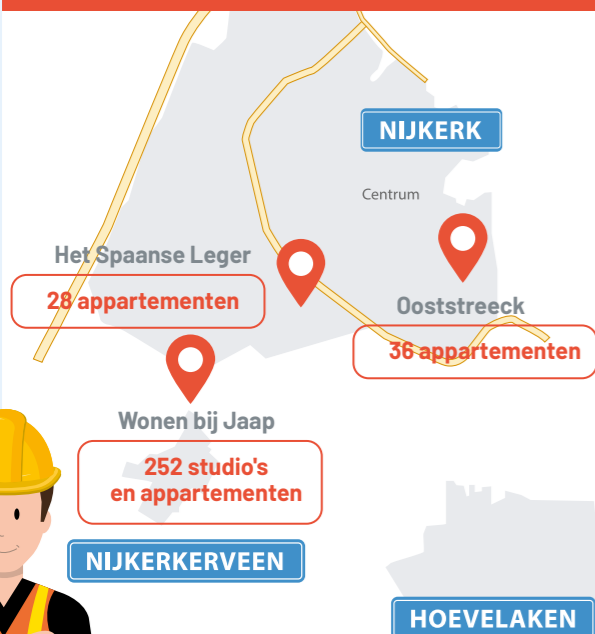 NIJKERK
Centrum
Het Spaanse Leger
28 appartementen
Ooststreeck
36 appartementen
Wonen bij Jaap
252 studio's
en appartementen
NIJKERKERVEEN
HOEVELAKEN